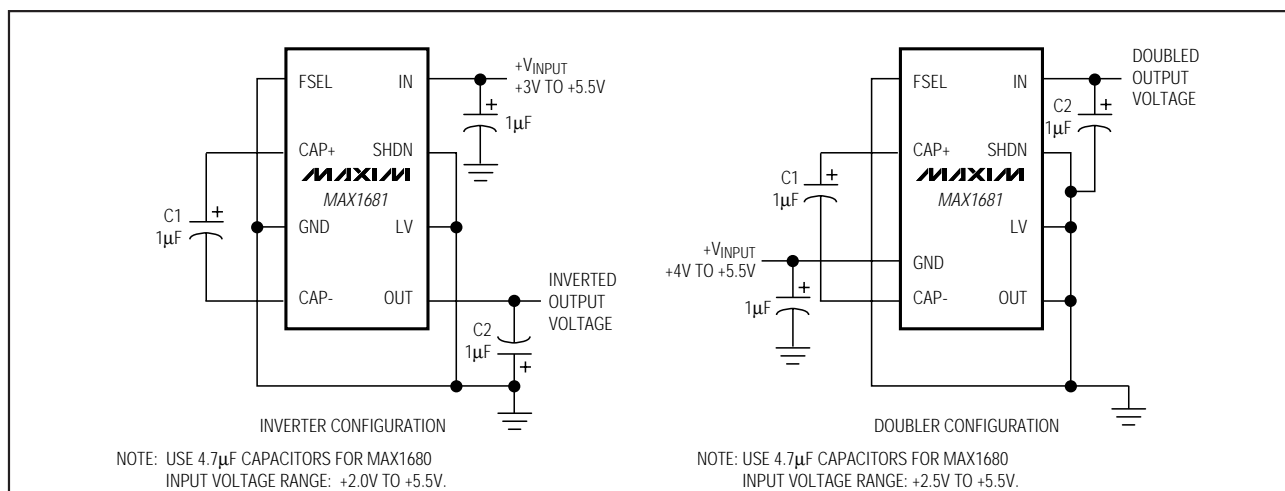 FSEL
IN
+VINPUT
+3V TO +5.5V
+
1µF
CAP+
SHDN
MAXIM
MAX1681
C1
+
1µF
GND
LV
CAP-
OUT
INVERTED
OUTPUT
VOLTAGE
C2
1µF
+
INVERTER CONFIGURATION
NOTE: USE 4.7µF CAPACITORS FOR MAX1680
INPUT VOLTAGE RANGE: +2.0V TO +5.5V.
FSEL
IN
DOUBLED
OUTPUT
VOLTAGE
C2
+
1µF
CAP+
SHDN
MAXIM
MAX1681
C1
+
1µF
LV
+VINPUT
+4V TO +5.5V
GND
+
1µF
CAP-
OUT
DOUBLER CONFIGURATION
NOTE: USE 4.7µF CAPACITORS FOR MAX1680
INPUT VOLTAGE RANGE: +2.5V TO +5.5V.